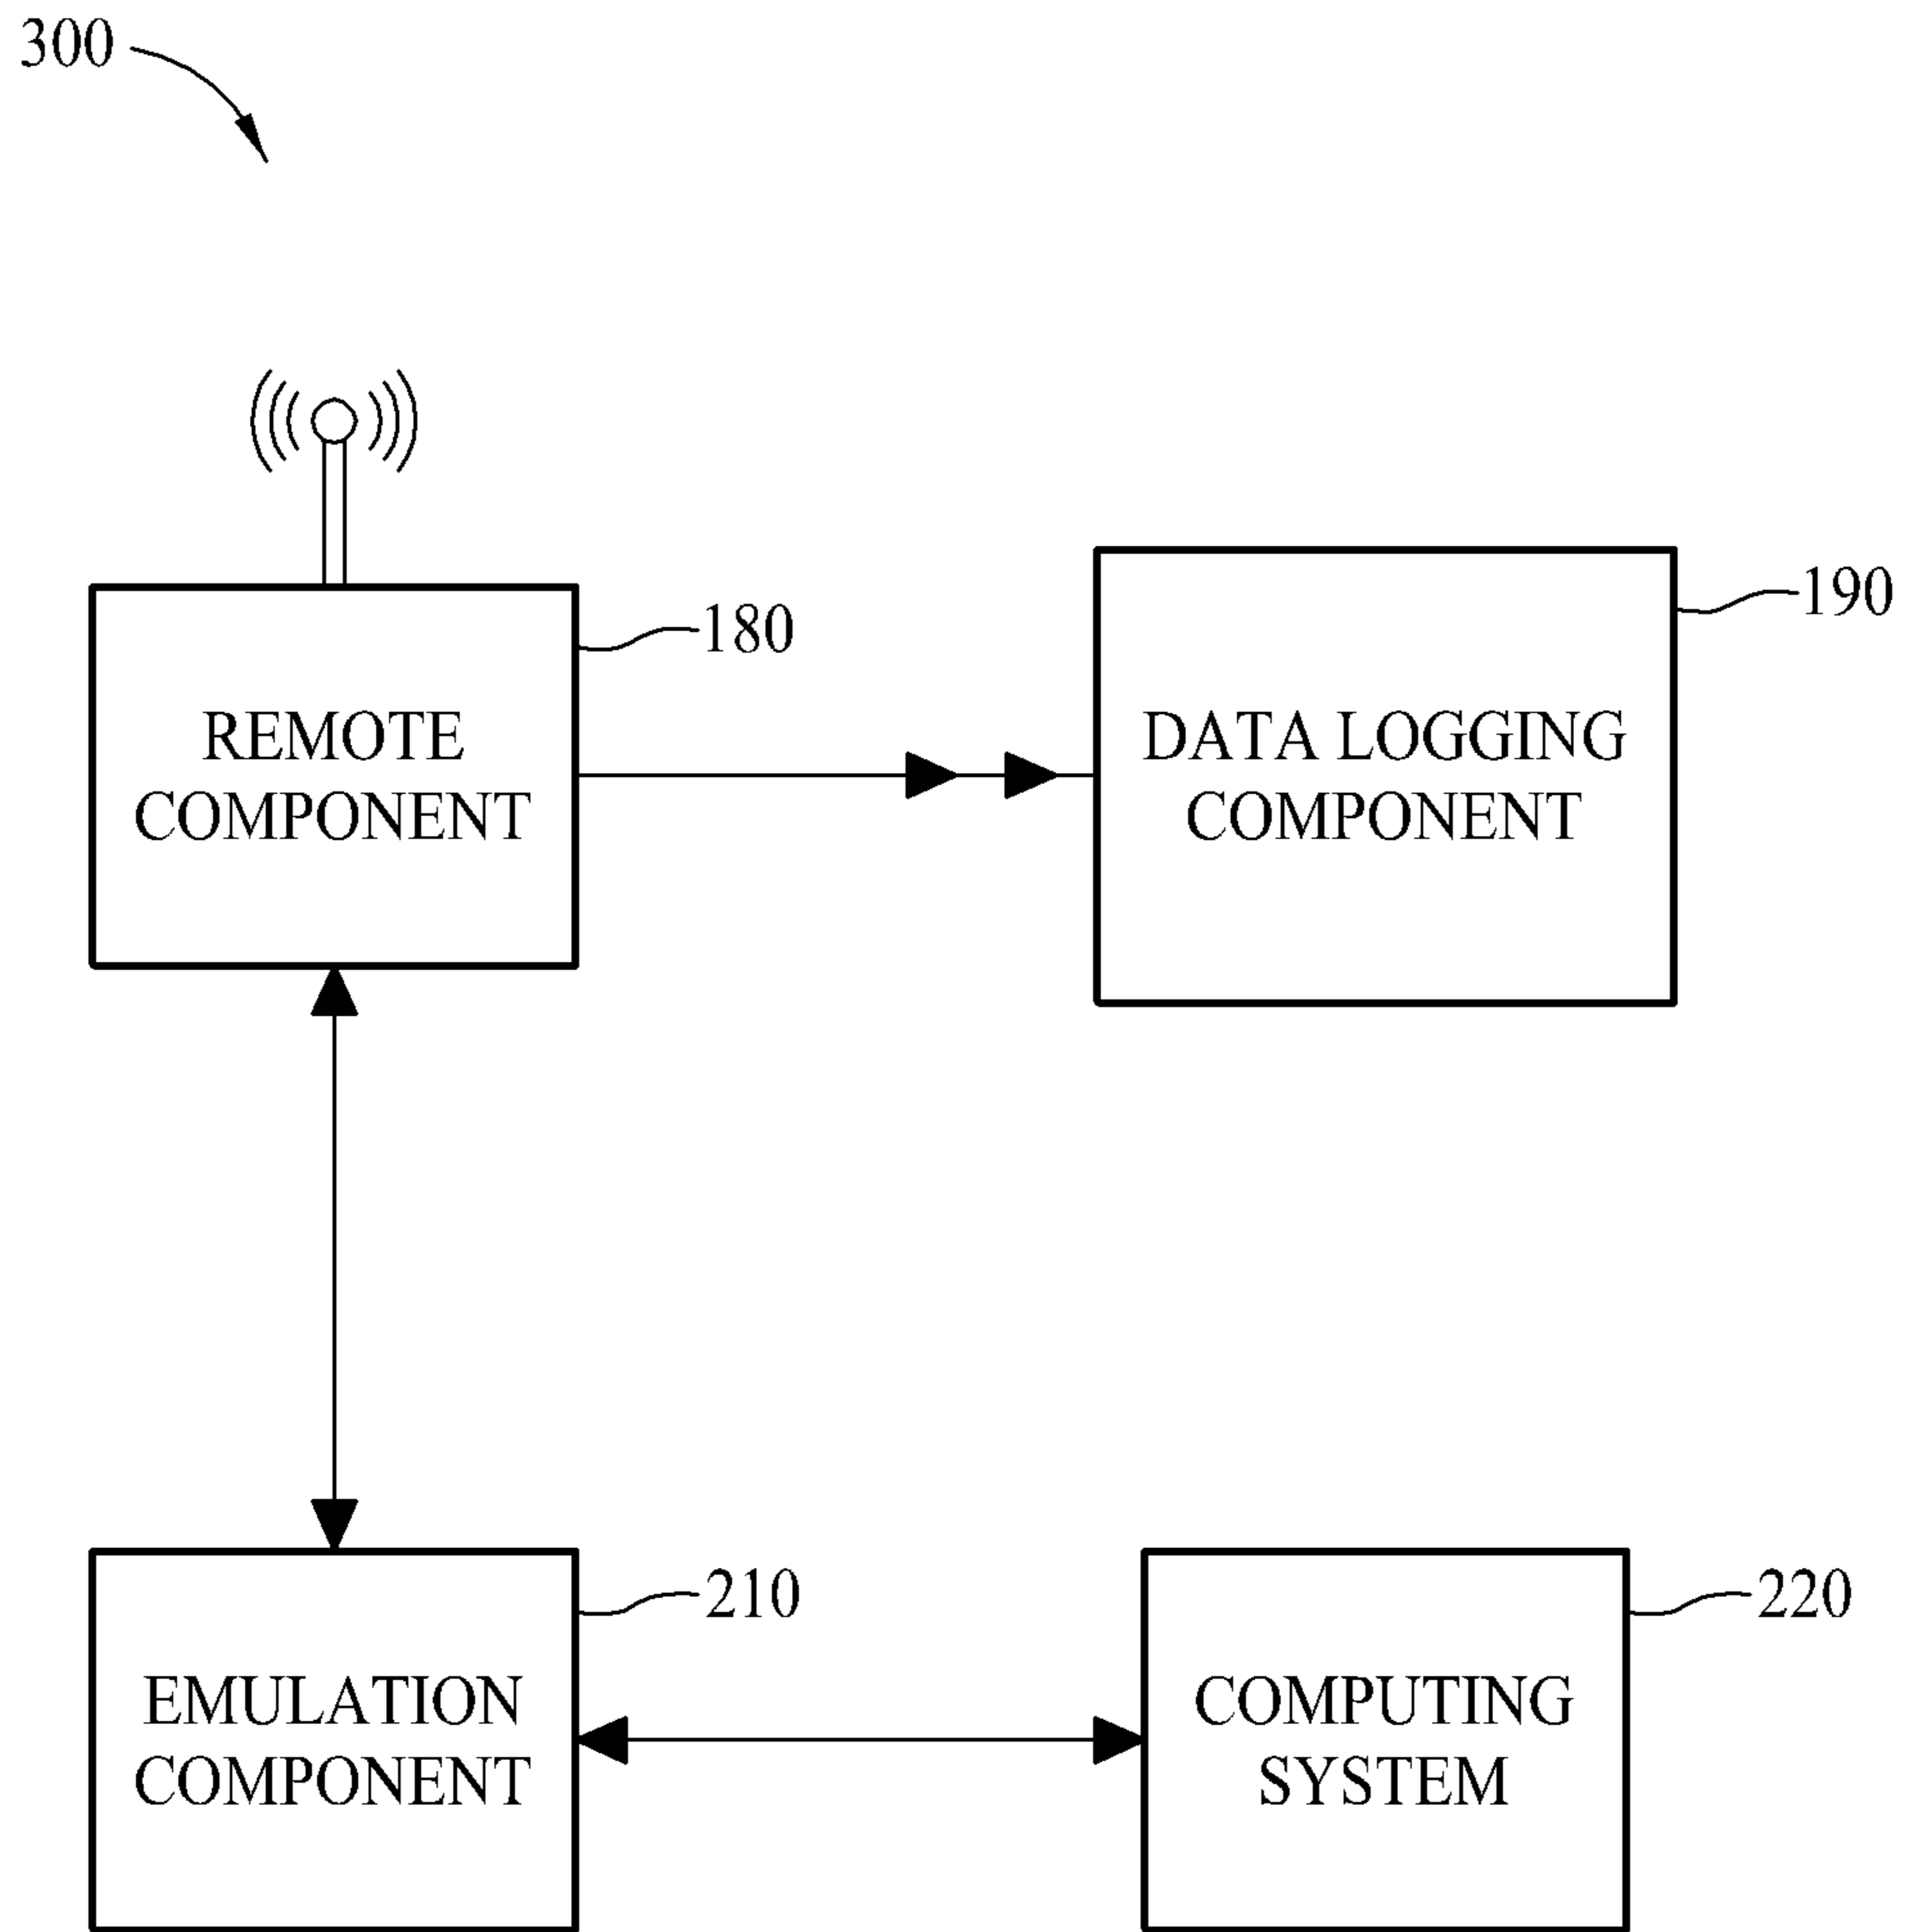 300
190
180
REMOTE
COMPONENT
DATA LOGGING
COMPONENT
210
220
EMULATION
COMPONENT
COMPUTING
SYSTEM